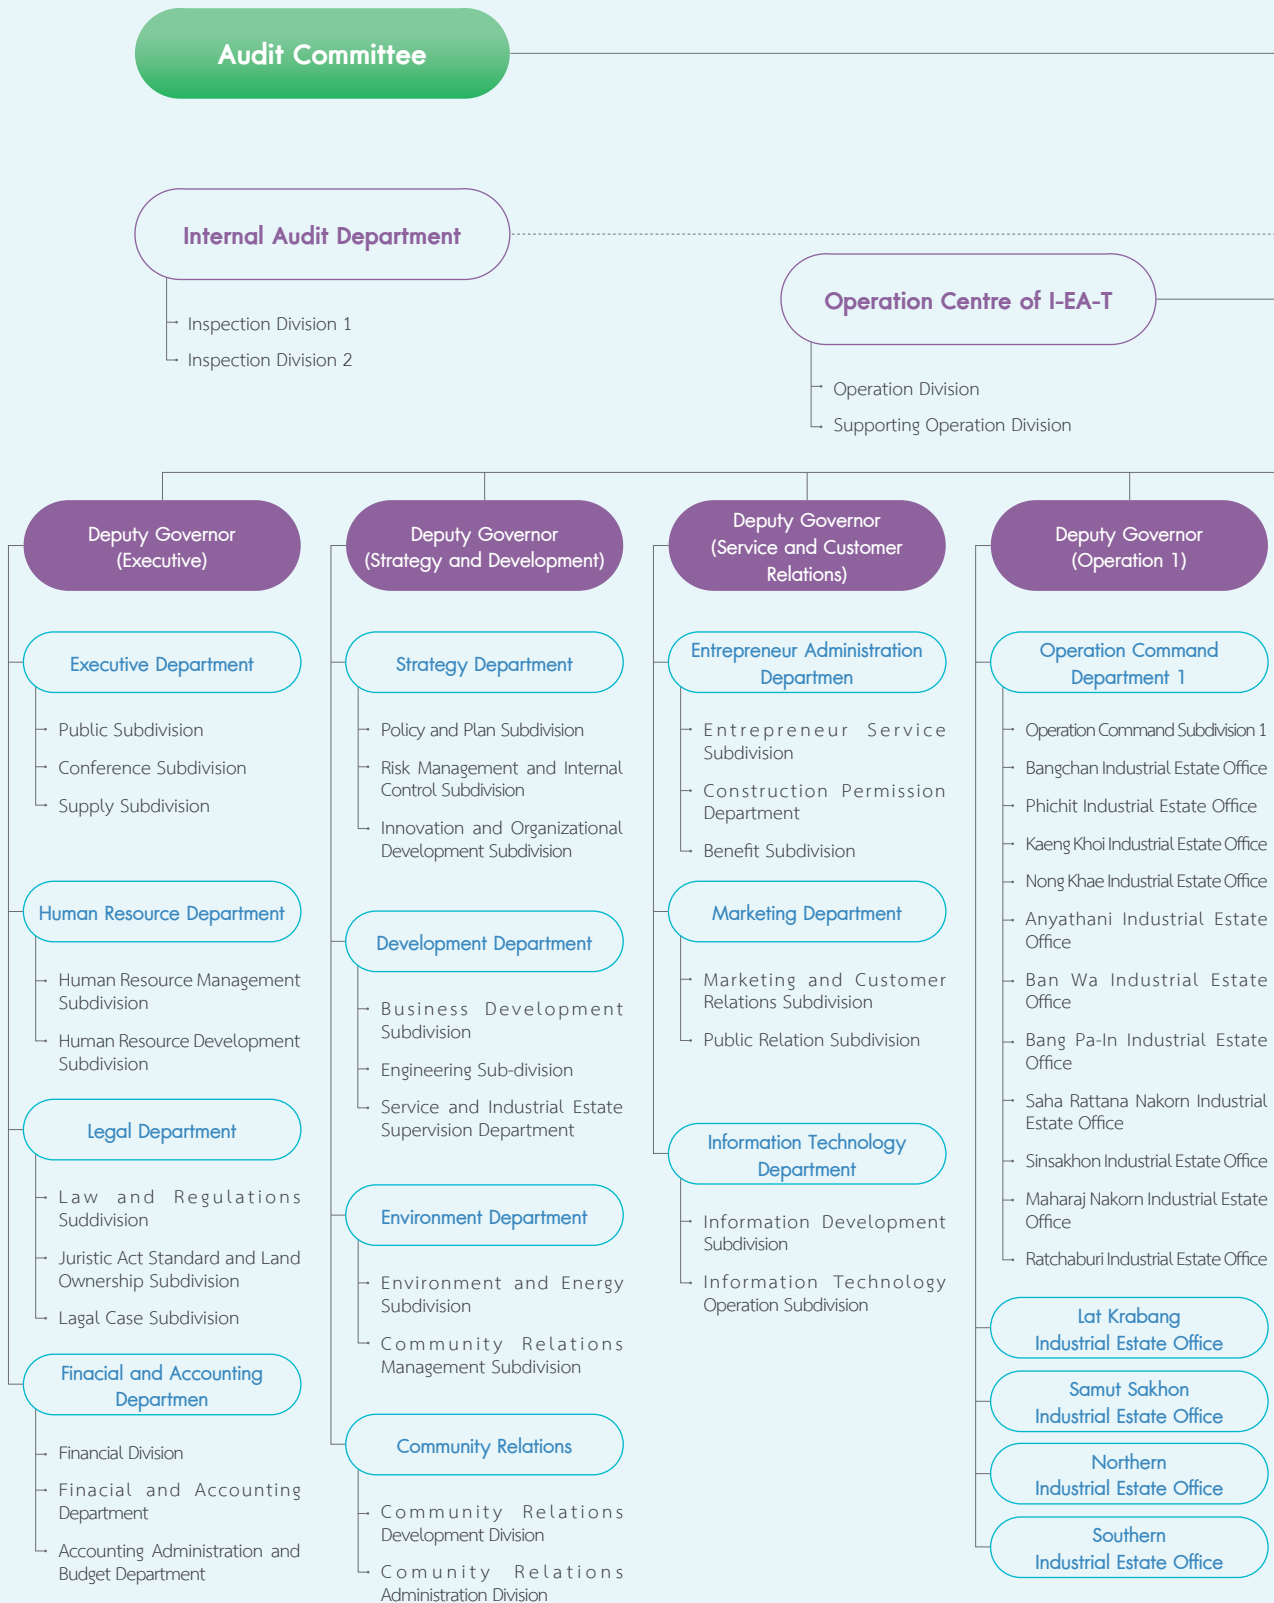 Audit Committee
Internal Audit Department
Inspection Division 1
Inspection Division 2
Operation Centre of I-EA-T
Operation Division
Supporting Operation Division
Deputy Governor
(Executive)
Executive Department
Public Subdivision
Conference Subdivision
Supply Subdivision
Human Resource Department
Human Resource Management
Subdivision
Human Resource Development
Subdivision
Legal Department
Law and Regulations
Suddivision
Juristic Act Standard and Land
Ownership Subdivision
Lagal Case Subdivision
Finacial and Accounting
Departmen
Financial Division
Finacial and Accounting
Department
Accounting Administration and
Budget Department
Deputy Governor
(Strategy and Development)
Strategy Department
Policy and Plan Subdivision
Risk Management and Internal
Control Subdivision
Innovation and Organizational
Development Subdivision
Development Department
Business Development
Subdivision
Engineering Sub-division
Service and Industrial Estate
Supervision Department
Environment Department
Environment and Energy
Subdivision
Community Relations
Management Subdivision
Community Relations
Community Relations
Development Division
Comunity Relations
Administration Division
Deputy Governor
(Service and Customer
Relations)
Entrepreneur Administration
Departmen
Entrepreneur Service
Subdivision
Construction Permission
Department
Benefit Subdivision
Marketing Department
Marketing and Customer
Relations Subdivision
Public Relation Subdivision
Information Technology
Department
Information Development
Subdivision
Information Technology
Operation Subdivision
Deputy Governor
(Operation 1)
Operation Command
Department 1
Operation Command Subdivision 1
Bangchan Industrial Estate Office
Phichit Industrial Estate Office
Kaeng Khoi Industrial Estate Office
Nong Khae Industrial Estate Office
Anyathani Industrial Estate
Office
Ban Wa Industrial Estate
Office
Bang Pa-In Industrial Estate
Office
Saha Rattana Nakorn Industrial
Estate Office
Sinsakhon Industrial Estate Office
Maharaj Nakorn Industrial Estate
Office
Ratchaburi Industrial Estate Office
Lat Krabang
Industrial Estate Office
Samut Sakhon
Industrial Estate Office
Northern
Industrial Estate Office
Southern
Industrial Estate Office